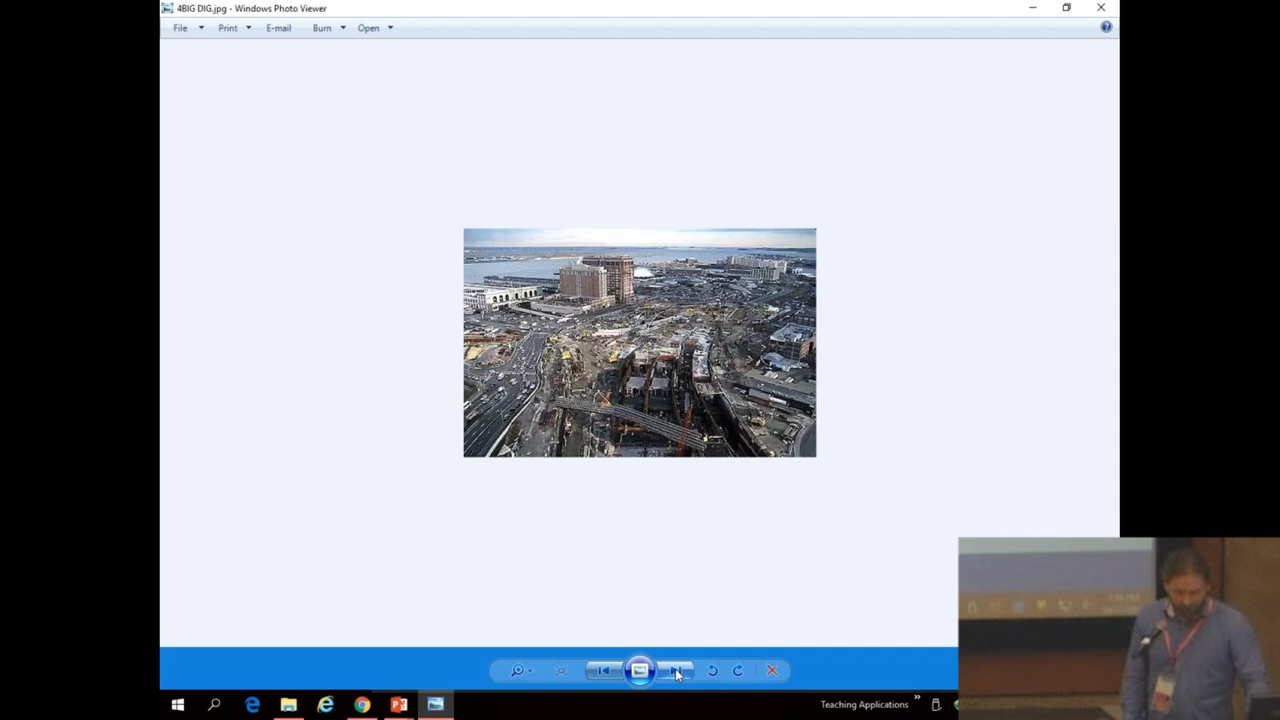 4BIG DIG.jpg - Windows Photo Viewer
File Print E-mail Burn Open
Teaching Applications